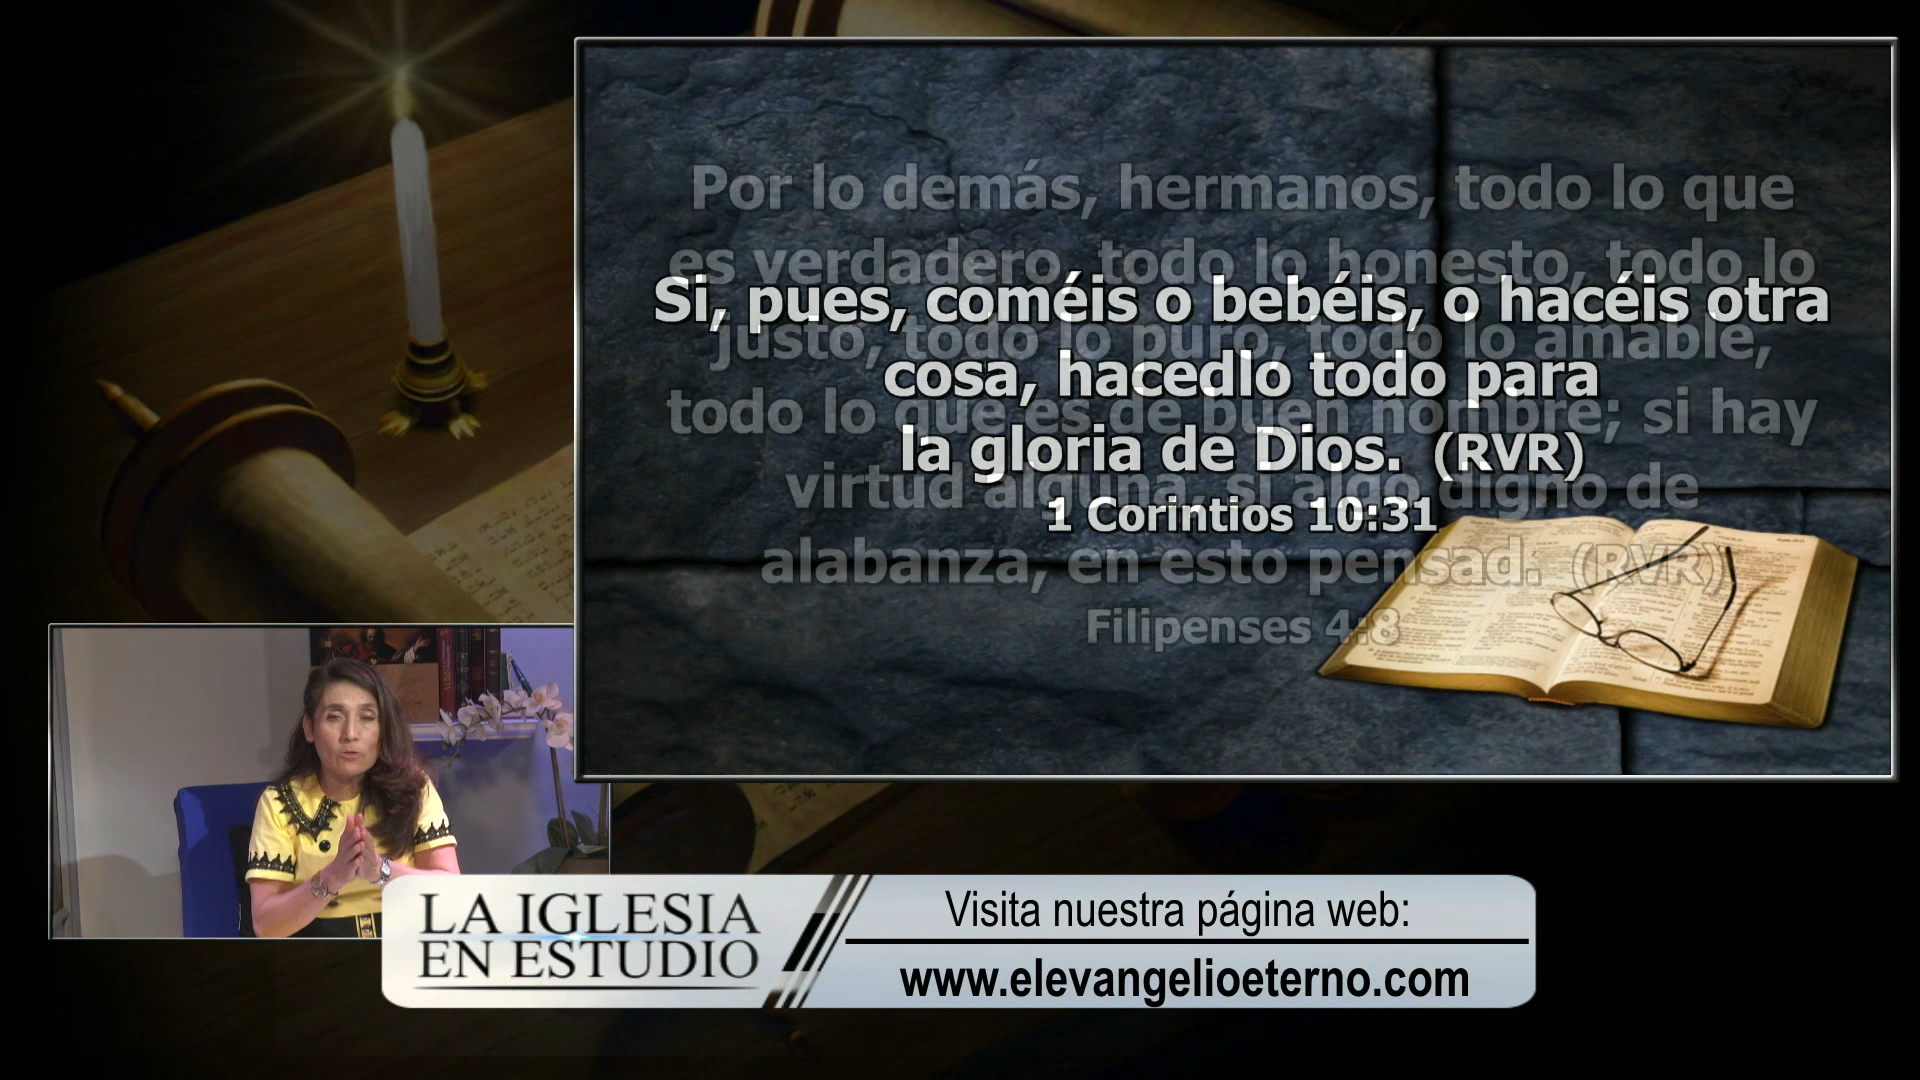 Por lo demás, hermanos, todo lo que
es verdadero, todo lo honesto, todo lo
justo, todo lo puro, todo lo amable,
todo lo que es de buen nombre; si hay
virtud alguna, si algo digno de
alabanza, en esto pensad. (RVR)
Filipenses 4:8
Si, pues, coméis o bebéis, o hacéis otra
cosa, hacedlo todo para
la gloria de Dios. (RVR)
1 Corintios 10:31
LA IGLESIA
EN ESTUDIO
Visita nuestra página web:
www.elevangelioeterno.com